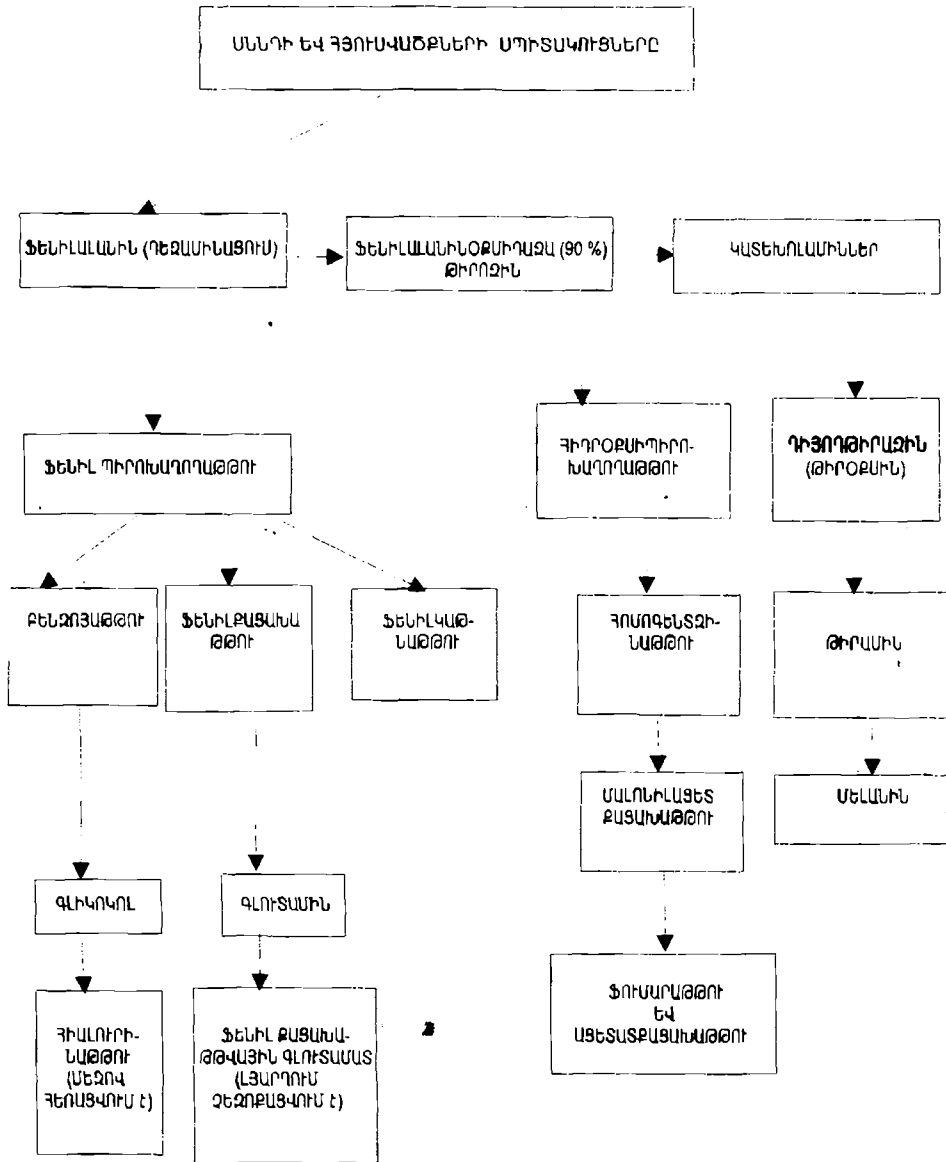 ՍՆՆԴԻ ԵՎ ՀՅՈՒՍՎԱԾՔՆԵՐԻ ՍՊԻՏԱԿՈՒՑՆԵՐԸ
ՖԵՆԻԼԱԼԱՆԻՆ (ԴԵԶԱՄԻՆԱՑՈՒՄ)
ՖԵՆԻԼԱԼԱՆԻՆՕՔՍԻԴԱԶԱ (90 %)
ԹԻՐՈԶԻՆ
ԿԱՏԵԽՈԼԱՄԻՆՆԵՐ
ՖԵՆԻԼ ՊԻՐՈԽԱՂՈՂԱԹԹՈՒ
ՀԻԴՐՕՔՍԻՊԻՐՈ-
ԽԱՂՈՂԱԹԹՈՒ
ԴԻՅՈԴԹԻՐԱԶԻՆ
(ԹԻՐՕՔՍԻՆ)
ԲԵՆԶՈՅԱԹԹՈՒ
ՖԵՆԻԼՔԱՑԱԽԱ
ԹԹՈՒ
ՖԵՆԻԼԿԱԹ-
ՆԱԹԹՈՒ
ՀՈՄՈԳԵՆՏԶԻ-
ՆԱԹԹՈՒ
ԹԻՐԱՄԻՆ
ՄԱԼՈՆԻԼԱՑԵՏ
ՔԱՑԱԽԱԹԹՈՒ
ՄԵԼԱՆԻՆ
ԳԼԻԿՈԿՈԼ
ԳԼՈՒՏԱՄԻՆ
ՀԻԱԼՈՒՐԻ-
ՆԱԹԹՈՒ
(ՄԵԶՈՎ
ՀԵՌԱՑՎՈՒՄ Է)
ՖԵՆԻԼ ՔԱՑԱԽԱ-
ԹԹՎԱՅԻՆ ԳԼՈՒՏԱՄԱՏ
(ԼՅԱՐԴՈՒՄ
ՉԵԶՈՔԱՑՎՈՒՄ Է)
ՖՈՒՄԱՐԱԹԹՈՒ
ԵՎ
ԱՑԵՏԱՏՔԱՑԱԽԱԹԹՈՒ